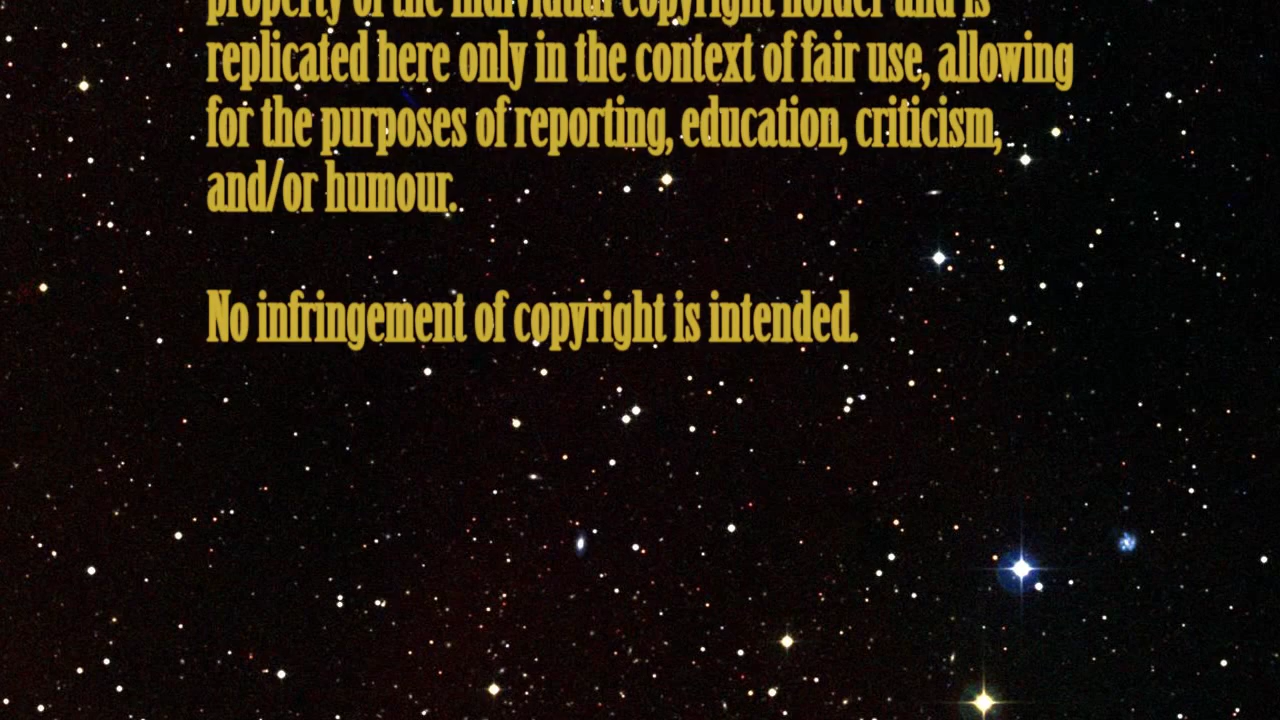 property of the individual copyright holder and is
replicated here only in the context of fair use, allowing
for the purposes of reporting, education, criticism,
and/or humour.
No infringement of copyright is intended.